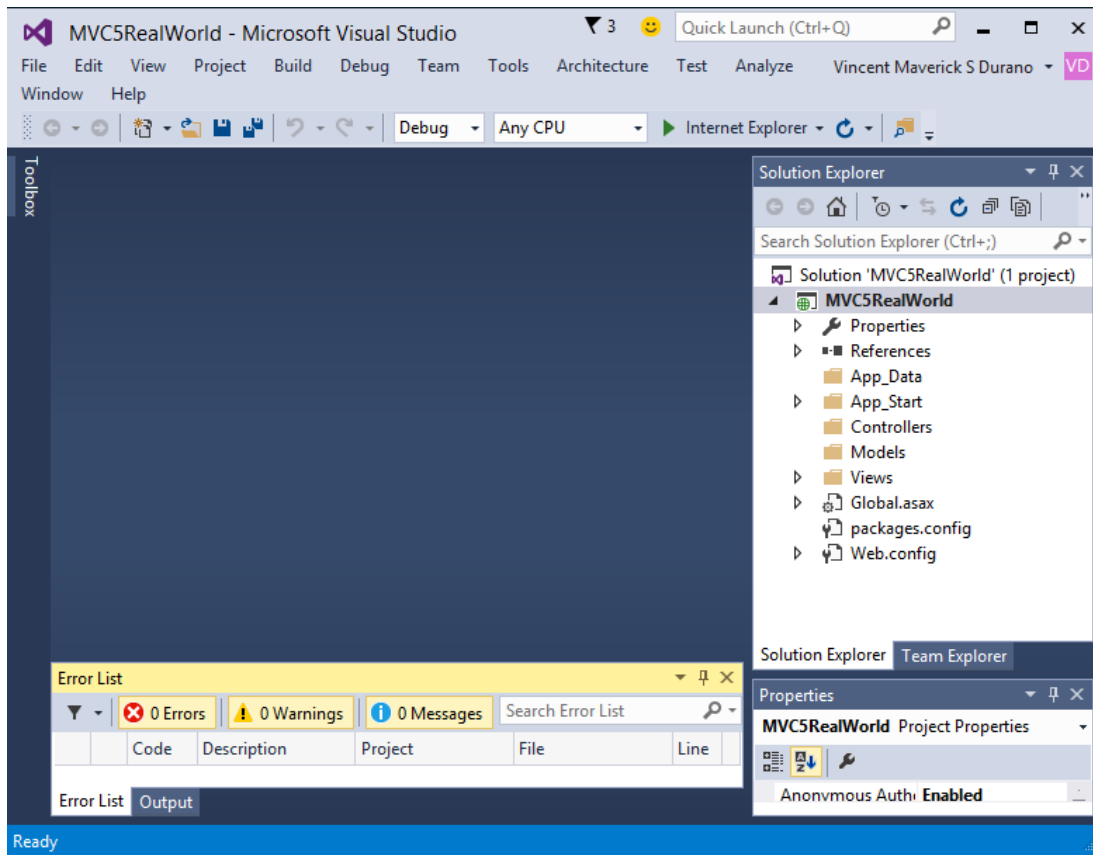 MVC5RealWorld - Microsoft Visual Studio
3
Quick Launch (Ctrl+Q)
File Edit View Project Build Debug Team Tools Architecture Test Analyze Vincent Maverick S Durano VD
Window Help
Debug Any CPU Internet Explorer
Toolbox
Solution Explorer
Search Solution Explorer (Ctrl+;)
Solution 'MVC5RealWorld' (1 project)
MVC5RealWorld
Properties
References
App_Data
App_Start
Controllers
Models
Views
Global.asax
packages.config
Web.config
Solution Explorer Team Explorer
Error List
0 Errors 0 Warnings 0 Messages Search Error List
Code Description Project File Line
Error List Output
Properties
MVC5RealWorld Project Properties
Anonymous Auth Enabled
Ready